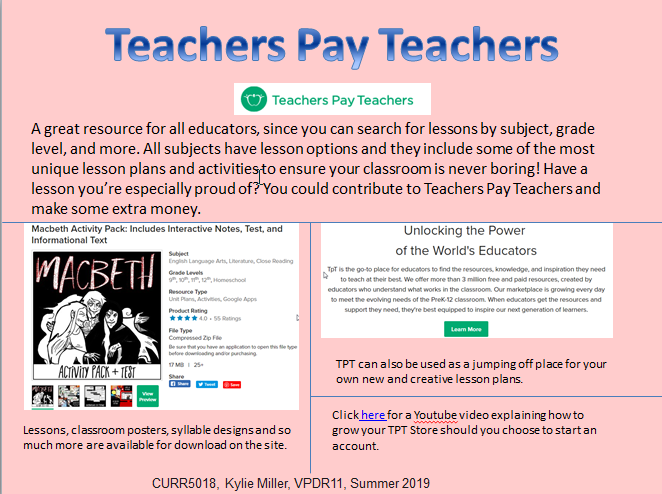 Teachers Pay Teachers
Teachers Pay Teachers
A great resource for all educators, since you can search for lessons by subject, grade
level, and more. All subjects have lesson options and they include some of the most
unique lesson plans and activities to ensure your classroom is never boring! Have a
lesson you’re especially proud of? You could contribute to Teachers Pay Teachers and
make some extra money.
Macbeth Activity Pack: Includes Interactive Notes, Test, and
Informational Text
MACBETH
ACTIVITY PACK + TEST
Subject
English Language Arts, Literature, Close Reading
Grade Levels
9th, 10th, 11th, 12th, Homeschool
Resource Type
Unit Plans, Activities, Google Apps
Product Rating
4.0 • 55 Ratings
File Type
Compressed Zip File
Be sure that you have an application to open this file type
before downloading and/or purchasing.
17 MB | 25+
Share
Share Tweet Save
View
Preview
Lessons, classroom posters, syllable designs and so
much more are available for download on the site.
Unlocking the Power
of the World's Educators
TpT is the go-to place for educators to find the resources, knowledge, and inspiration they need
to teach at their best. We offer more than 3 million free and paid resources, created by
educators who understand what works in the classroom. Our marketplace is growing every day
to meet the evolving needs of the PreK-12 classroom. When educators get the resources and
support they need, they're best equipped to inspire our next generation of learners.
Learn More
TPT can also be used as a jumping off place for your
own new and creative lesson plans.
Click here for a Youtube video explaining how to
grow your TPT Store should you choose to start an
account.
CURR5018, Kylie Miller, VPDR11, Summer 2019